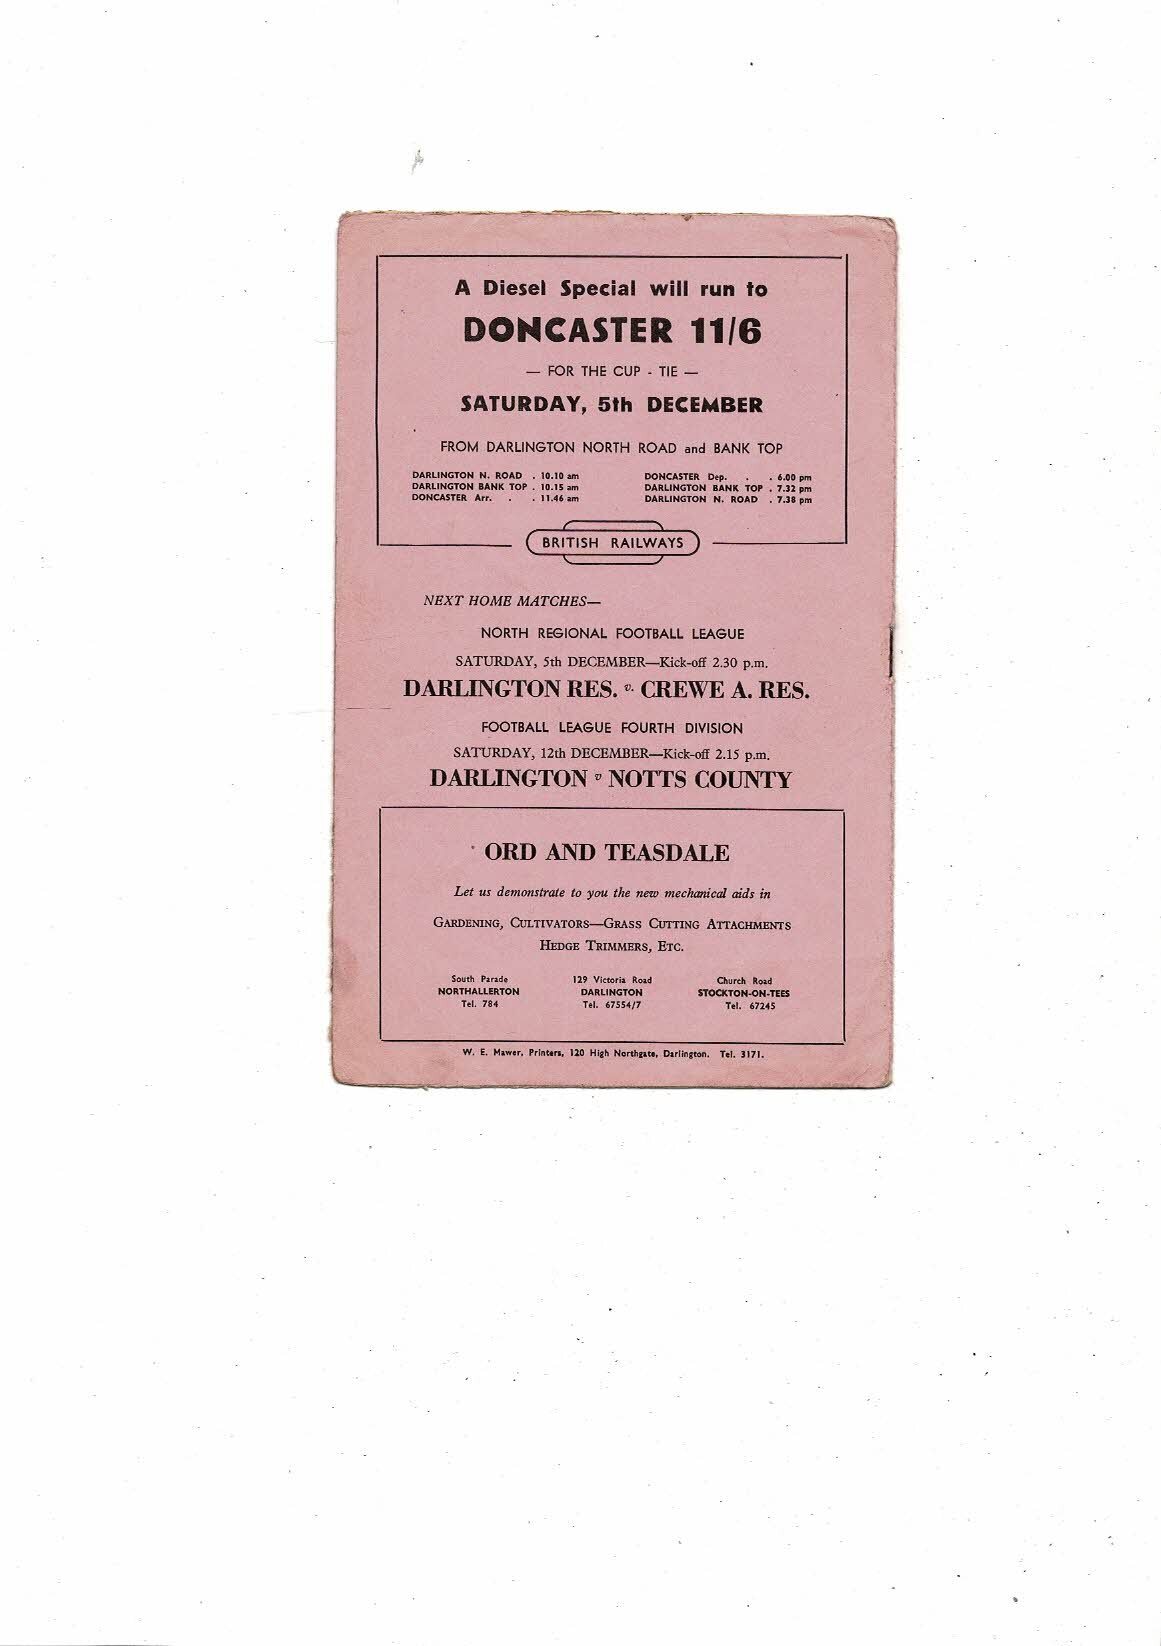 A Diesel Special will run to
DONCASTER 11/6
— FOR THE CUP - TIE —
SATURDAY, 5th DECEMBER
FROM DARLINGTON NORTH ROAD and BANK TOP
DARLINGTON N. ROAD . 10.10 am
DARLINGTON BANK TOP . 10.15 am
DONCASTER Arr. . . 11.46 am
DONCASTER Dep. . . 6.00 pm
DARLINGTON BANK TOP . 7.32 pm
DARLINGTON N. ROAD . 7.38 pm
BRITISH RAILWAYS
NEXT HOME MATCHES—
NORTH REGIONAL FOOTBALL LEAGUE
SATURDAY, 5th DECEMBER—Kick-off 2.30 p.m.
DARLINGTON RES. v. CREWE A. RES.
FOOTBALL LEAGUE FOURTH DIVISION
SATURDAY, 12th DECEMBER—Kick-off 2.15 p.m.
DARLINGTON v NOTTS COUNTY
ORD AND TEASDALE
Let us demonstrate to you the new mechanical aids in
GARDENING, CULTIVATORS—GRASS CUTTING ATTACHMENTS
HEDGE TRIMMERS, ETC.
South Parade
NORTHALLERTON
Tel. 784
129 Victoria Road
DARLINGTON
Tel. 67554/7
Church Road
STOCKTON-ON-TEES
Tel. 67245
W. E. Mawer, Printers, 120 High Northgate, Darlington. Tel. 3171.